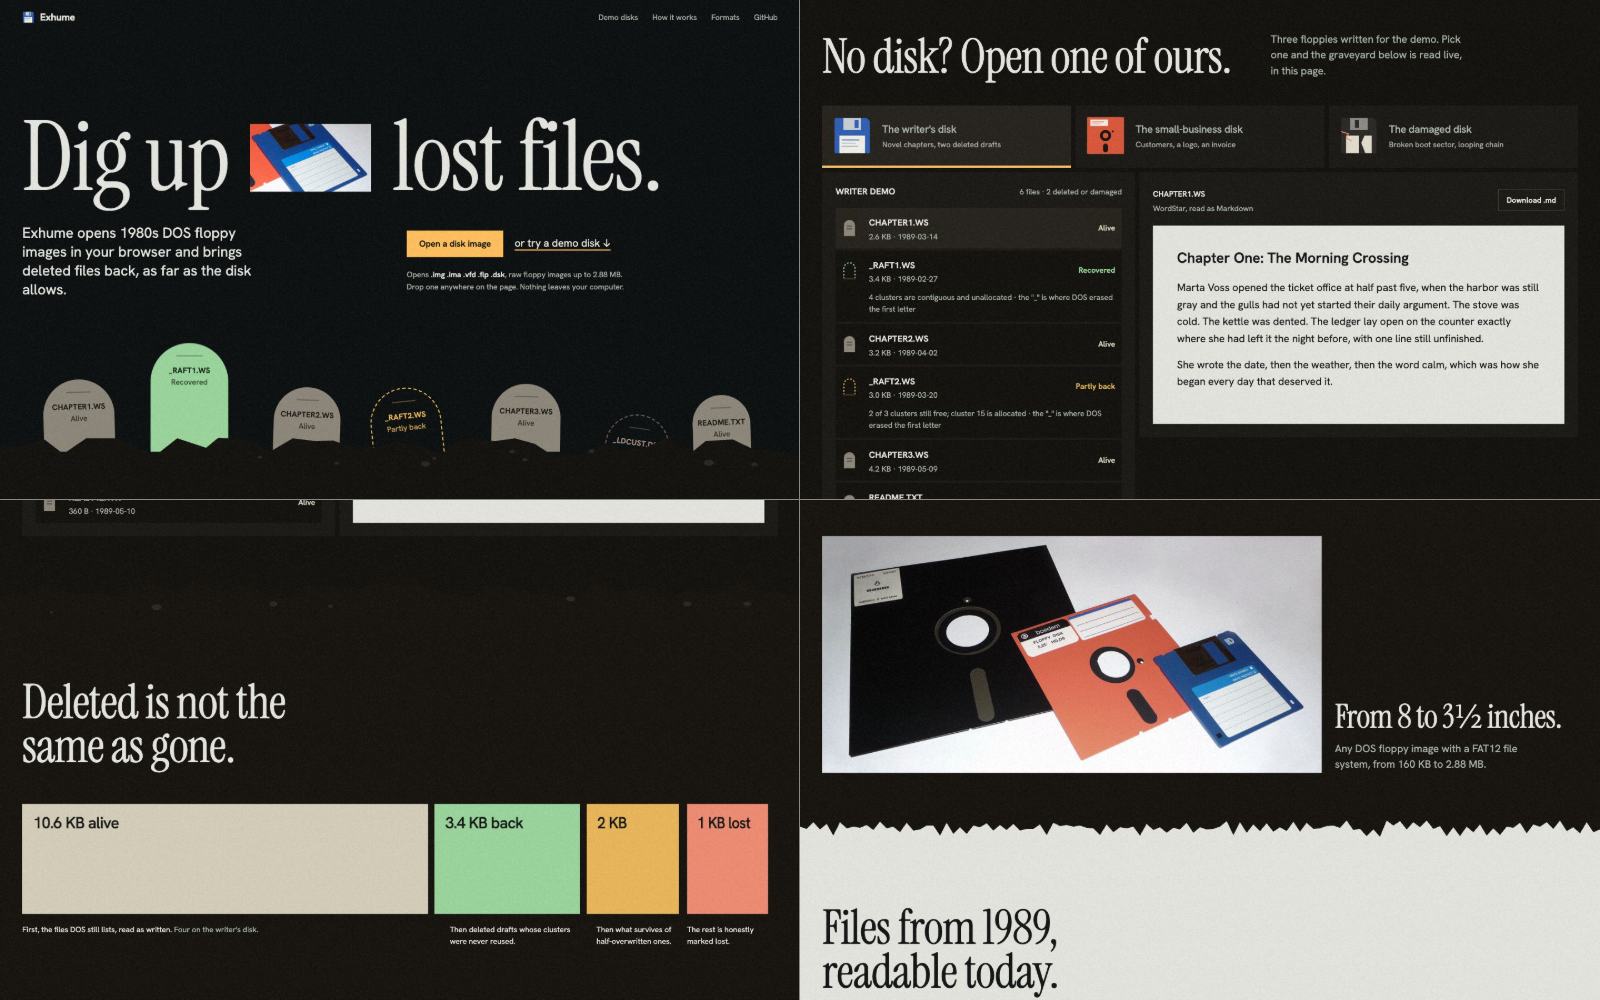 Exhume
Demo disks
How it works
Formats
GitHub
Dig up lost files.
Exhume opens 1980s DOS floppy
images in your browser and brings
deleted files back, as far as the disk
allows.
Open a disk image
or try a demo disk ↓
Opens .img .ima .vfd .flp .dsk, raw floppy images up to 2.88 MB.
Drop one anywhere on the page. Nothing leaves your computer.
CHAPTER1.WS
Alive
_RAFT1.WS
Recovered
CHAPTER2.WS
Alive
_RAFT2.WS
Partly back
CHAPTER3.WS
Alive
README.TXT
Alive
No disk? Open one of ours.
Three floppies written for the demo. Pick
one and the graveyard below is read live,
in this page.
The writer's disk
Novel chapters, two deleted drafts
The small-business disk
Customers, a logo, an invoice
The damaged disk
Broken boot sector, looping chain
WRITER DEMO
6 files · 2 deleted or damaged
CHAPTER1.WS
2.6 KB · 1989-03-14
Alive
_RAFT1.WS
3.4 KB · 1989-02-27
Recovered
4 clusters are contiguous and unallocated · the "_" is where DOS erased
the first letter
CHAPTER2.WS
3.2 KB · 1989-04-02
Alive
_RAFT2.WS
3.0 KB · 1989-03-20
Partly back
2 of 3 clusters still free; cluster 15 is allocated · the "_" is where DOS
erased the first letter
CHAPTER3.WS
4.2 KB · 1989-05-09
Alive
README.TXT
CHAPTER1.WS
WordStar, read as Markdown
Download .md
Chapter One: The Morning Crossing
Marta Voss opened the ticket office at half past five, when the harbor was still
gray and the gulls had not yet started their daily argument. The stove was
cold. The kettle was dented. The ledger lay open on the counter exactly
where she had left it the night before, with one line still unfinished.
She wrote the date, then the weather, then the word calm, which was how she
began every day that deserved it.
360 B · 1989-05-10
Alive
Deleted is not the
same as gone.
10.6 KB alive
3.4 KB back
2 KB
1 KB lost
First, the files DOS still lists, read as written. Four on the writer's disk.
Then deleted drafts whose clusters
were never reused.
Then what survives of
half-overwritten ones.
The rest is honestly
marked lost.
FLOPPY DISK
From 8 to 3½ inches.
Any DOS floppy image with a FAT12 file
system, from 160 KB to 2.88 MB.
Files from 1989,
readable today.